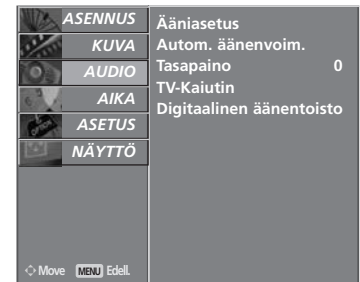 ASENNUS
KUVA
AUDIO
AIKA
ASETUS
NÄYTTÖ
Ääniasetus
Autom. äänenvoim.
Tasapaino 0
TV-Kaiutin
Digitaalinen äänentoisto
Move MENU Edell.